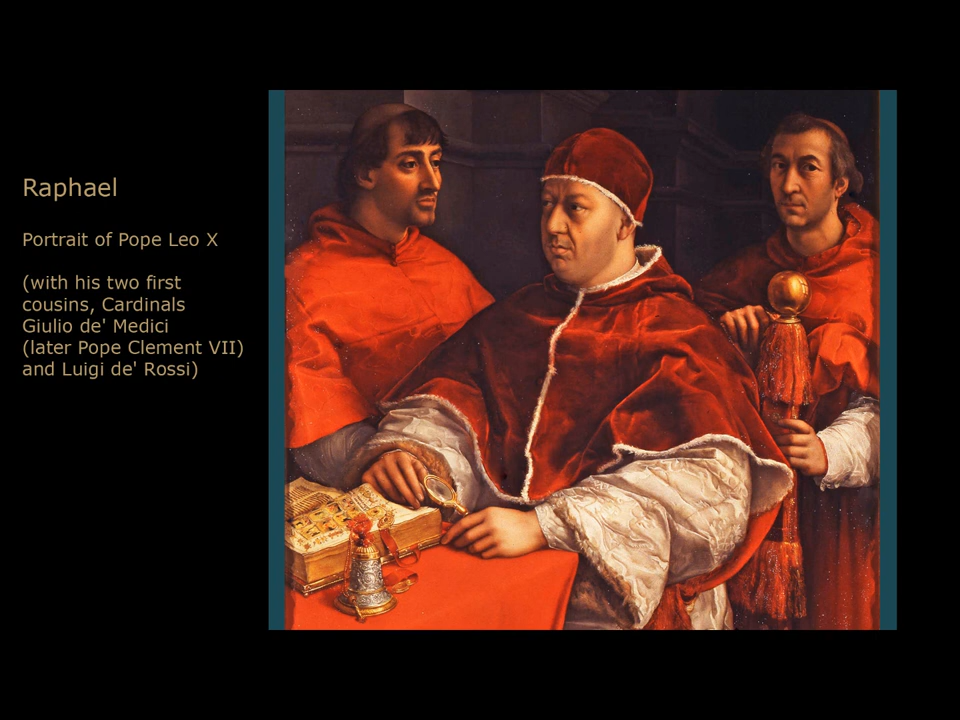 Raphael
Portrait of Pope Leo X
(with his two first
cousins, Cardinals
Giulio de' Medici
(later Pope Clement VII)
and Luigi de' Rossi)